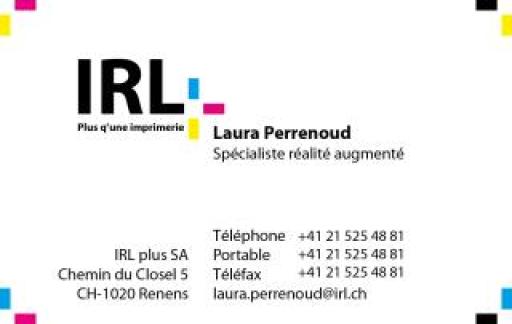 IRL
Plus q'une imprimerie
Laura Perrenoud
Spécialiste réalité augmenté
IRL plus SA
Chemin du Closel 5
CH-1020 Renens
Téléphone +41 21 525 48 81
Portable +41 21 525 48 81
Téléfax +41 21 525 48 81
laura.perrenoud@irl.ch